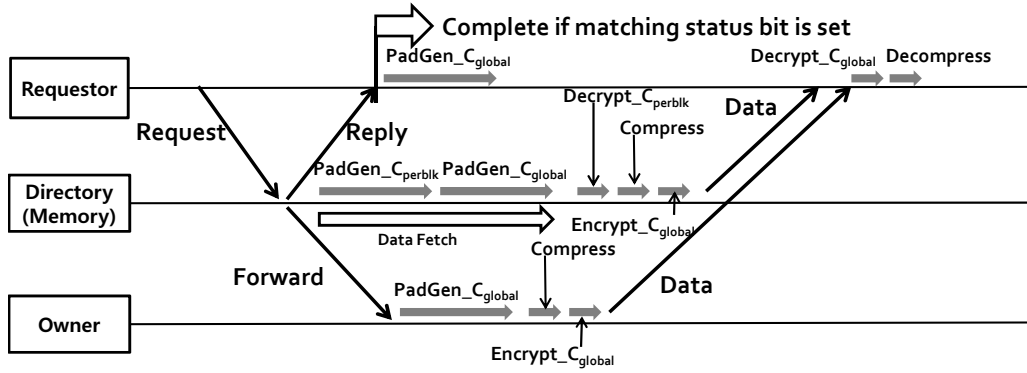 Complete if matching status bit is set
PadGen_Cglobal
Decrypt_Cglobal
Decompress
Requestor
Request
Reply
Decrypt_Cperblk
Compress
Data
PadGen_Cperblk
PadGen_Cglobal
Directory
(Memory)
Encrypt_Cglobal
Data Fetch
Compress
Forward
Data
PadGen_Cglobal
Owner
Encrypt_Cglobal